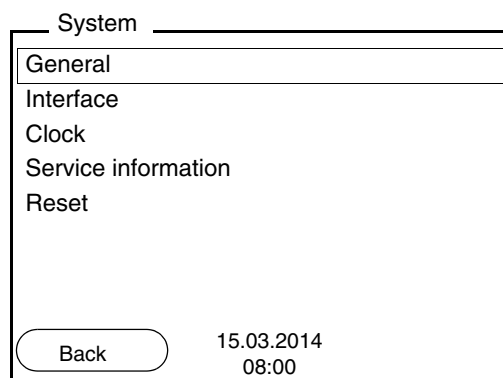 System
General
Interface
Clock
Service information
Reset
Back
15.03.2014
08:00